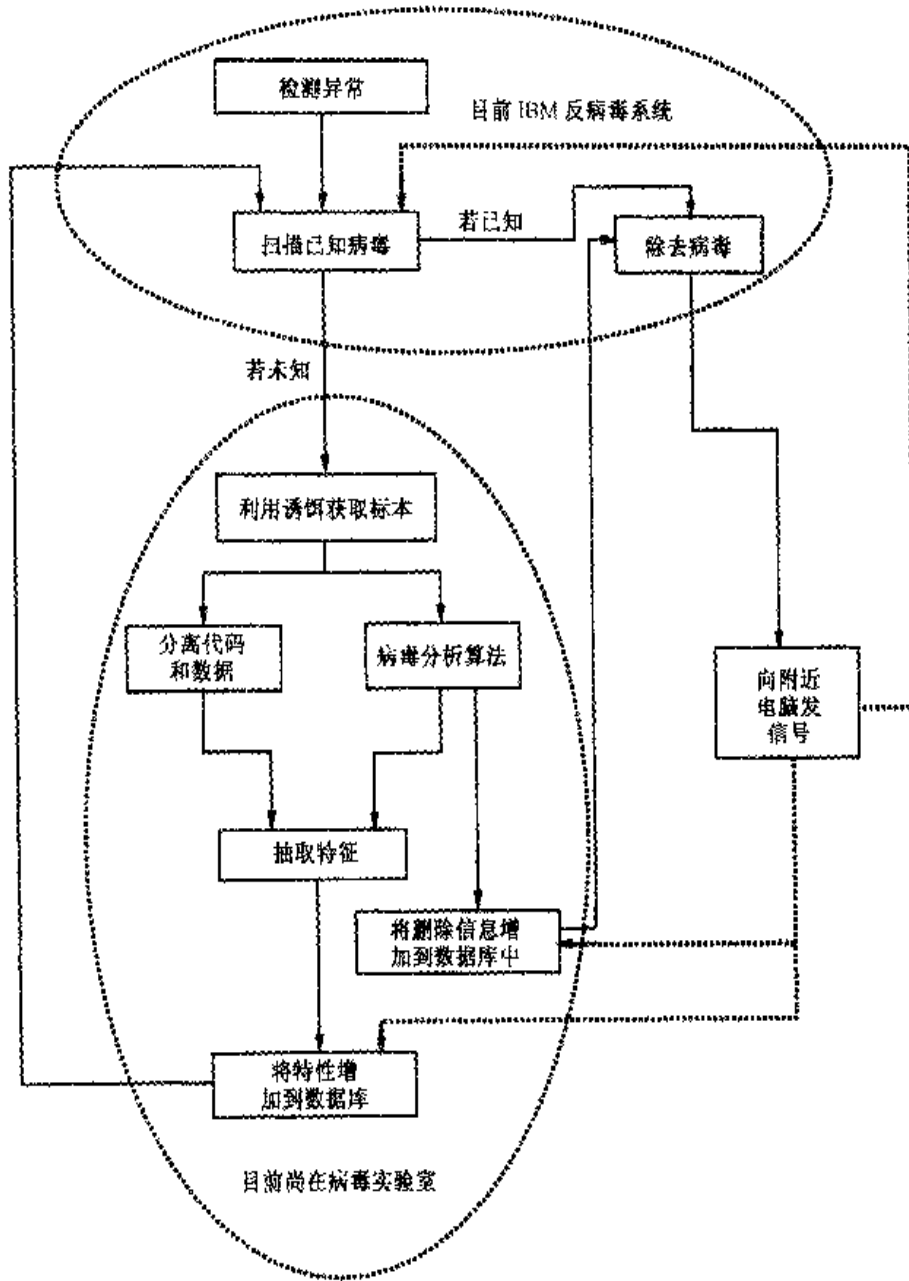 检测异常
目前 IBM 反病毒系统
扫描已知病毒
若已知
除去病毒
若未知
利用诱饵获取标本
分离代码
和数据
病毒分析算法
向附近
电脑发
信号
抽取特征
将删除信息增
加到数据库中
将特性增
加到数据库
目前尚在病毒实验室